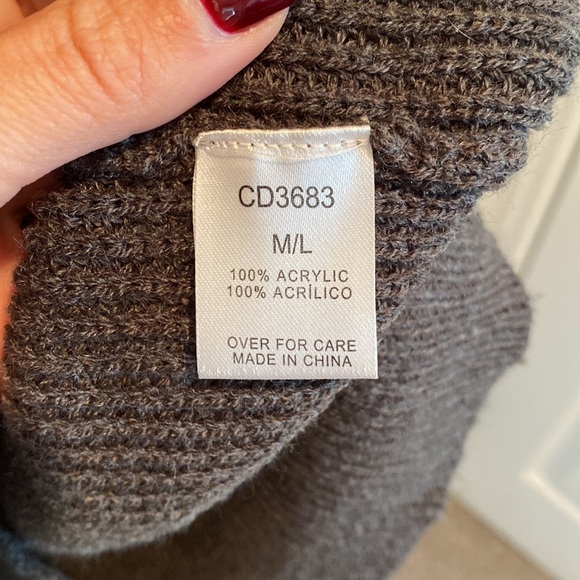 CD3683
M/L
100% ACRYLIC
100% ACRÍLICO
OVER FOR CARE
MADE IN CHINA